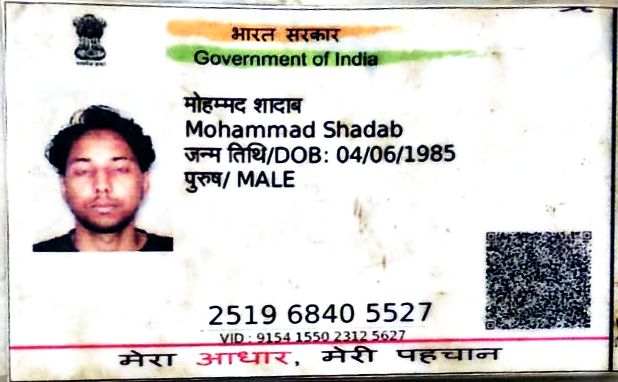 भारत सरकार
Government of India
मोहम्मद शादाब
Mohammad Shadab
जन्म तिथि/DOB: 04/06/1985
पुरुष/ MALE
2519 6840 5527
VID : 9154 1550 2312 5627
मेरा आधार, मेरी पहचान